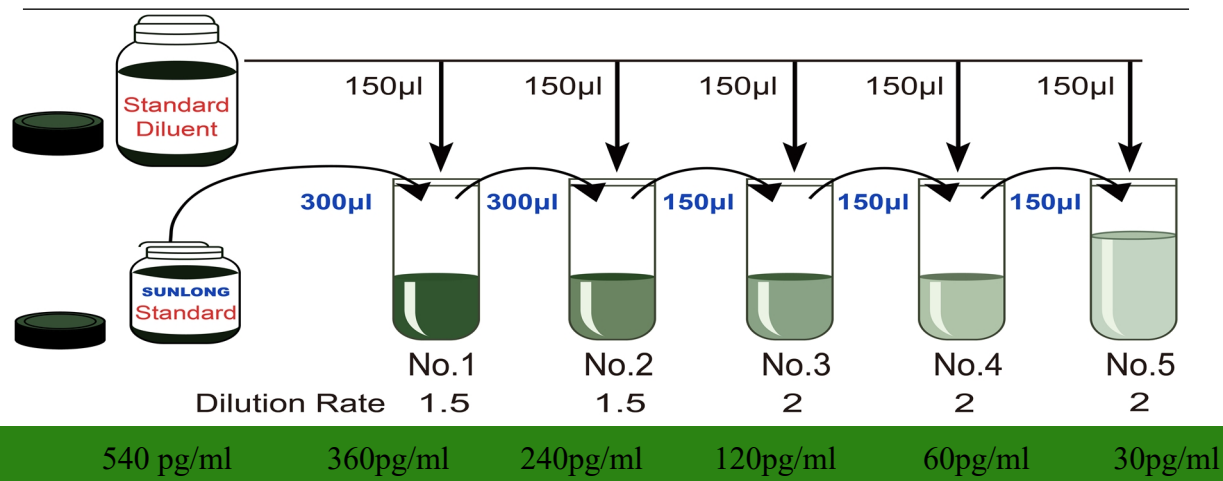 150µl 150µl 150µl 150µl 150µl
Standard
Diluent
300µl 300µl 150µl 150µl 150µl
SUNLONG
Standard
No.1 No.2 No.3 No.4 No.5
Dilution Rate 1.5 1.5 2 2 2
540 pg/ml 360pg/ml 240pg/ml 120pg/ml 60pg/ml 30pg/ml